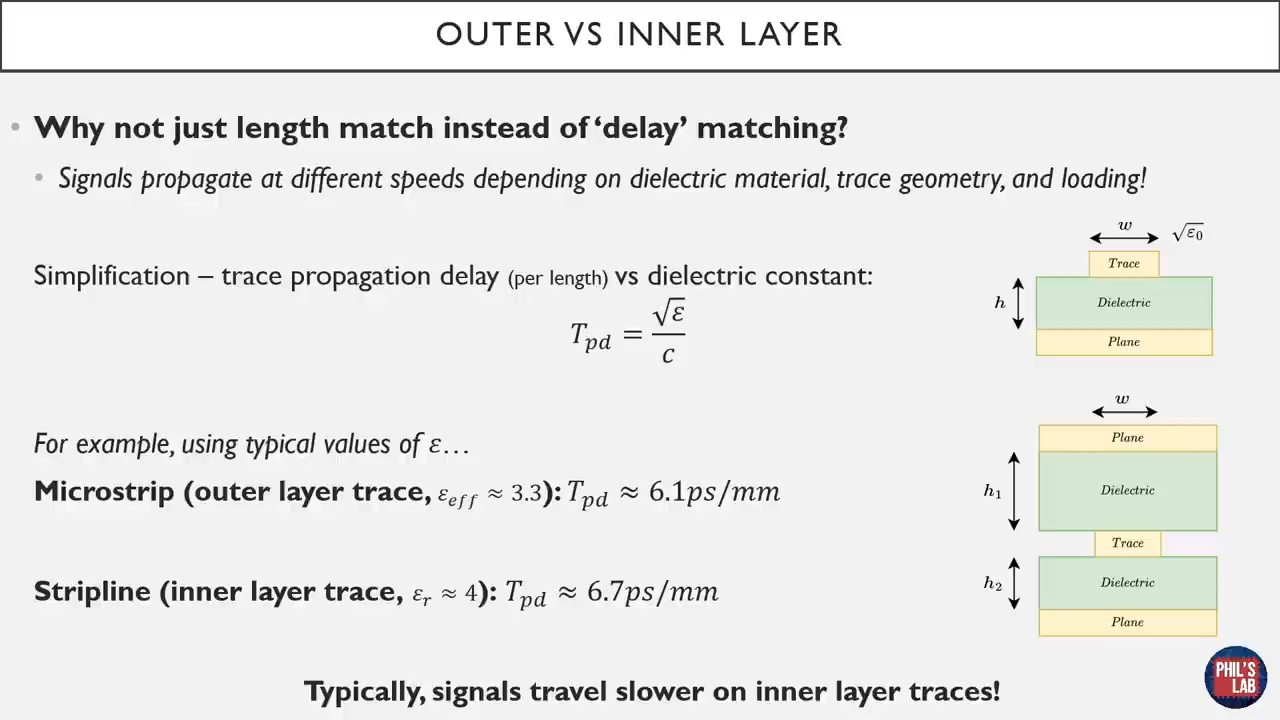 OUTER VS INNER LAYER
• Why not just length match instead of 'delay' matching?
• Signals propagate at different speeds depending on dielectric material, trace geometry, and loading!
w
√ε₀
Trace
Simplification – trace propagation delay (per length) vs dielectric constant:
h
Dielectric
T_pd = √ε / c
Plane
w
For example, using typical values of ε…
Plane
Microstrip (outer layer trace, ε_eff ≈ 3.3): T_pd ≈ 6.1ps/mm
h₁
Dielectric
Trace
Stripline (inner layer trace, ε_r ≈ 4): T_pd ≈ 6.7ps/mm
h₂
Dielectric
Plane
Typically, signals travel slower on inner layer traces!
PHIL'S
LAB